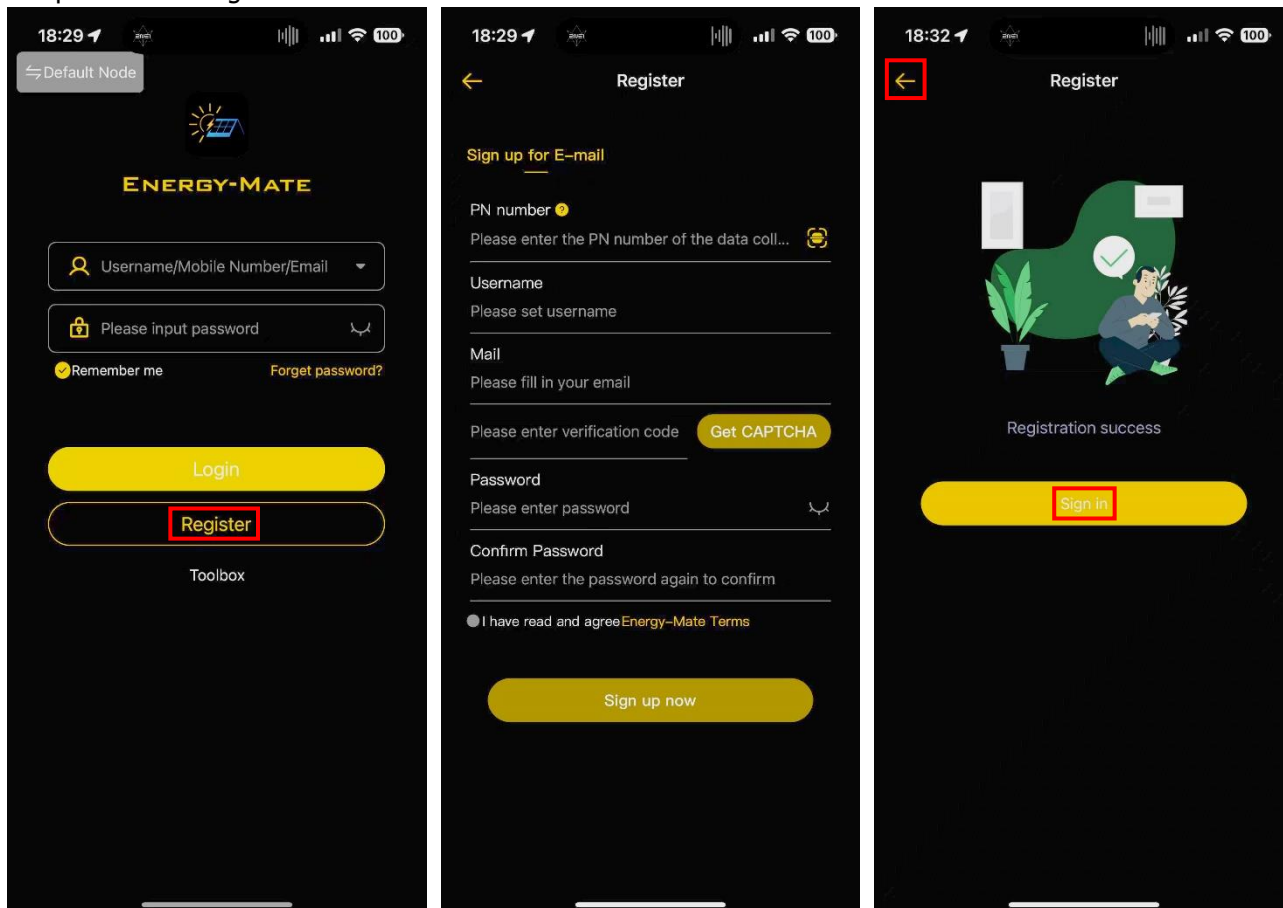 18:29
100
Default Node
ENERGY-MATE
Username/Mobile Number/Email
Please input password
Remember me
Forget password?
Login
Register
Toolbox
18:29
100
Register
Sign up for E-mail
PN number ?
Please enter the PN number of the data coll...
Username
Please set username
Mail
Please fill in your email
Please enter verification code
Get CAPTCHA
Password
Please enter password
Confirm Password
Please enter the password again to confirm
I have read and agree Energy-Mate Terms
Sign up now
18:32
100
Register
Registration success
Sign in